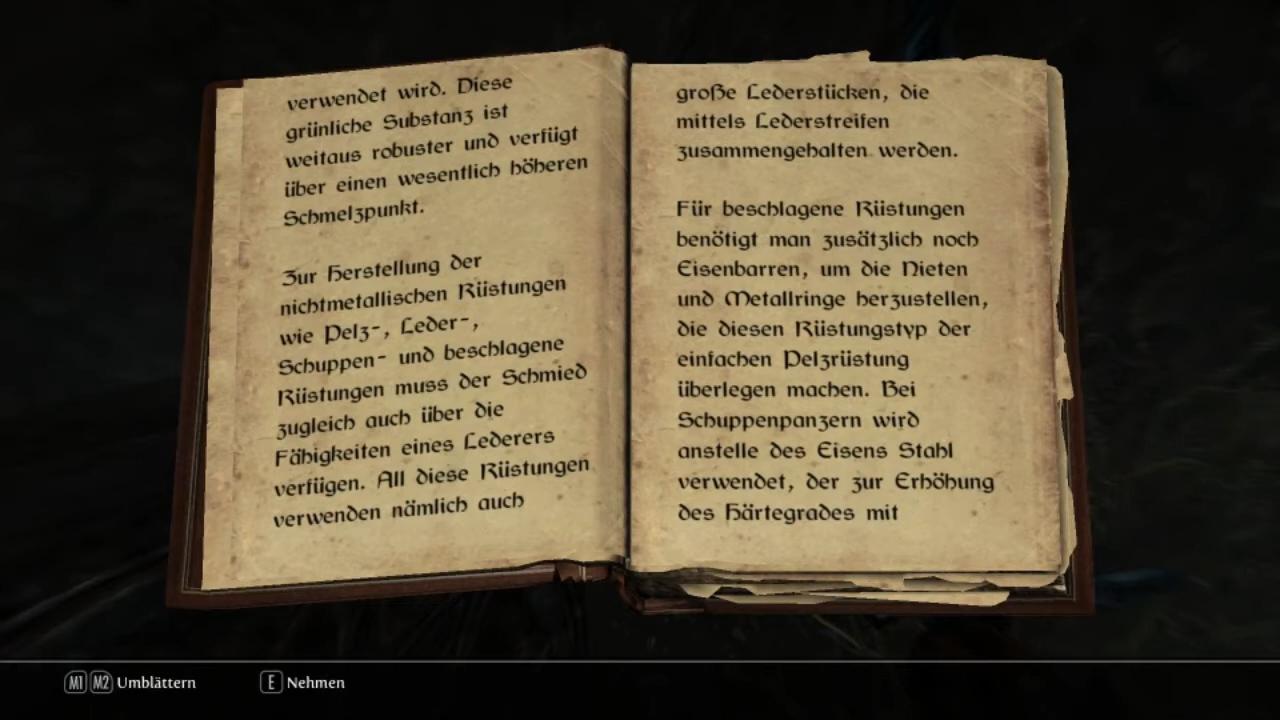 verwendet wird. Diese
grünliche Substanz ist
weitaus robuster und verfügt
über einen wesentlich höheren
Schmelzpunkt.
Zur Herstellung der
nichtmetallischen Rüstungen
wie Pelz-, Leder-,
Schuppen- und beschlagene
Rüstungen muss der Schmied
zugleich auch über die
Fähigkeiten eines Lederers
verfügen. All diese Rüstungen
verwenden nämlich auch
große Lederstücken, die
mittels Lederstreifen
zusammengehalten werden.
Für beschlagene Rüstungen
benötigt man zusätzlich noch
Eisenbarren, um die Nieten
und Metallringe herzustellen,
die diesen Rüstungstyp der
einfachen Pelzrüstung
überlegen machen. Bei
Schuppenpanzern wird
anstelle des Eisens Stahl
verwendet, der zur Erhöhung
des Härtegrades mit
M1 M2 Umblättern
E Nehmen